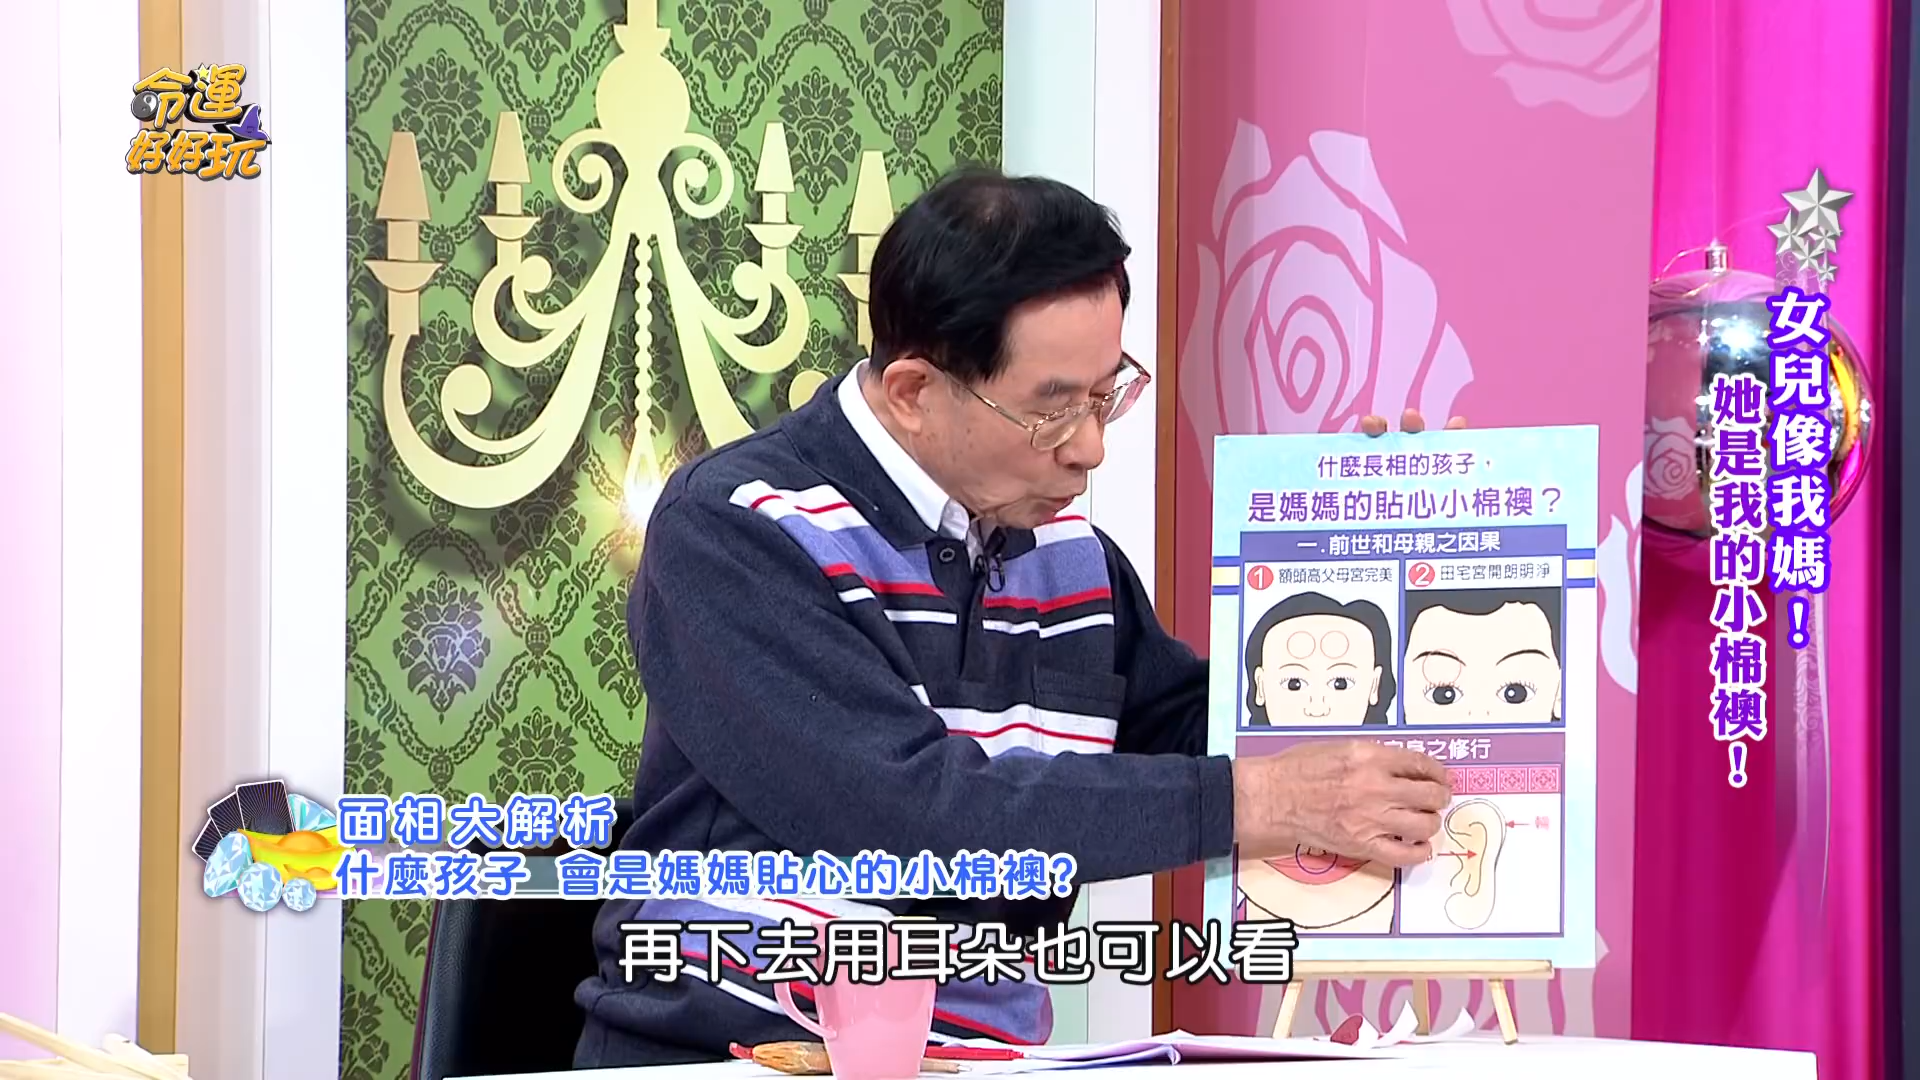 命運
好好玩
女兒像我媽！
她是我的小棉襖！
什麼長相的孩子，
是媽媽的貼心小棉襖？
一.前世和母親之因果
1 額頭高父母宮完美
2 田宅宮開朗明淨
之修行
輪
面相大解析
什麼孩子 會是媽媽貼心的小棉襖?
再下去用耳朵也可以看